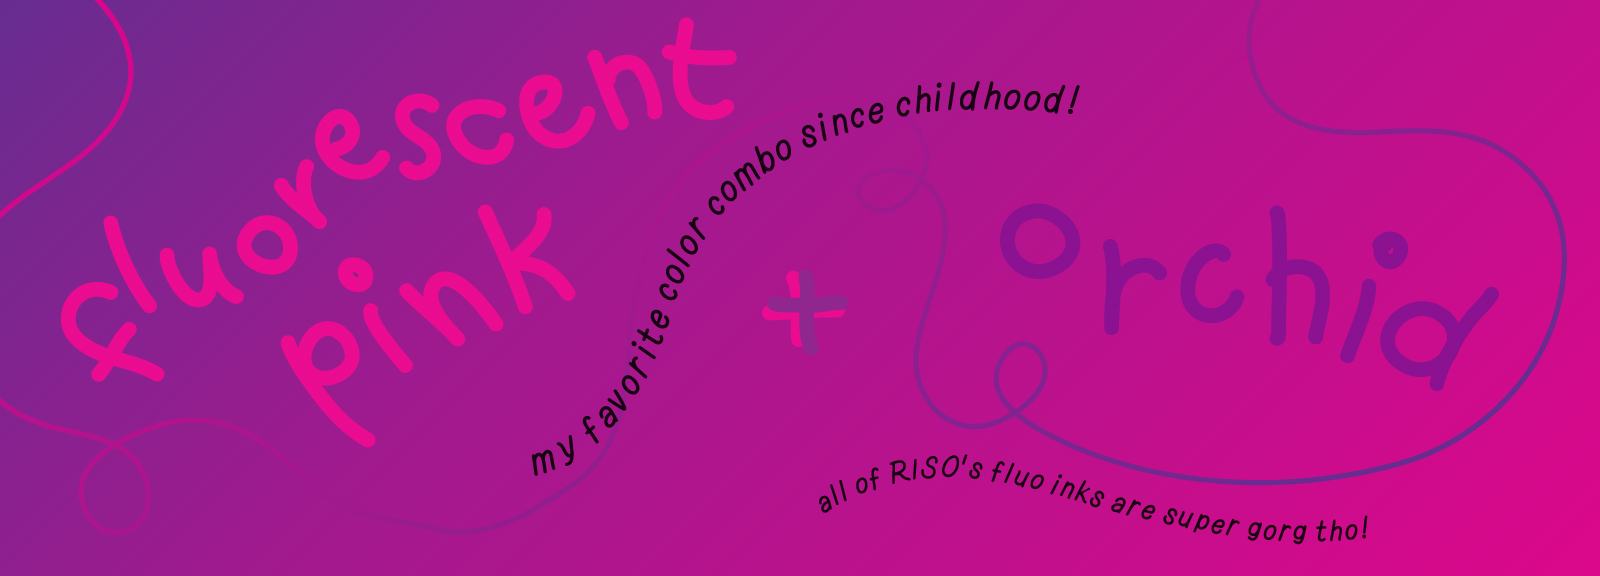 fluorescent
pink
my favorite color combo since childhood!
+
orchid
all of RISO's fluo inks are super gorg tho!